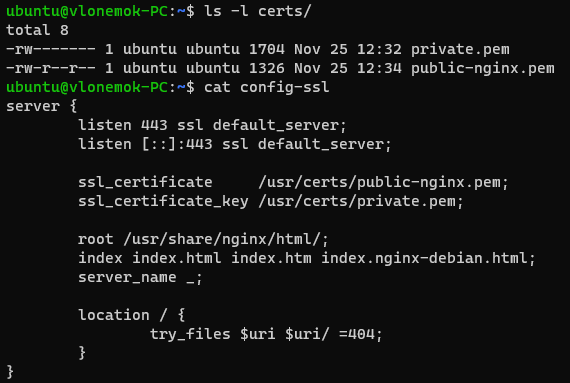 ubuntu@vlonemok-PC:~$ ls -l certs/
total 8
-rw------- 1 ubuntu ubuntu 1704 Nov 25 12:32 private.pem
-rw-r--r-- 1 ubuntu ubuntu 1326 Nov 25 12:34 public-nginx.pem
ubuntu@vlonemok-PC:~$ cat config-ssl
server {
        listen 443 ssl default_server;
        listen [::]:443 ssl default_server;

        ssl_certificate     /usr/certs/public-nginx.pem;
        ssl_certificate_key /usr/certs/private.pem;

        root /usr/share/nginx/html/;
        index index.html index.htm index.nginx-debian.html;
        server_name _;

        location / {
                try_files $uri $uri/ =404;
        }
}